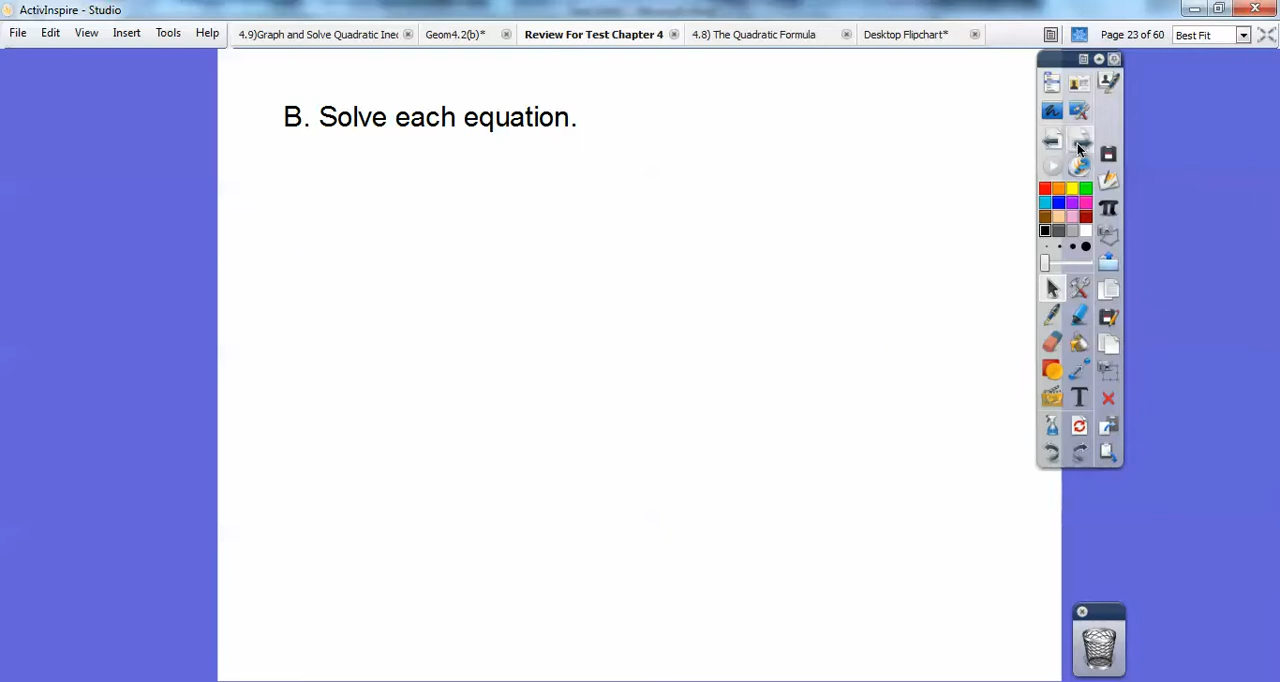 ActivInspire - Studio
File Edit View Insert Tools Help
4.9)Graph and Solve Quadratic Ine Geom4.2(b)* Review For Test Chapter 4 4.8) The Quadratic Formula Desktop Flipchart* Page 23 of 60 Best Fit
B. Solve each equation.